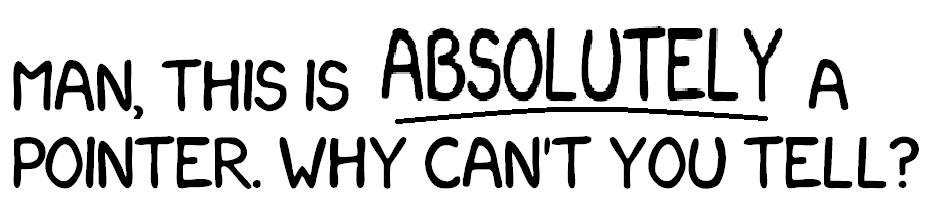 MAN, THIS IS ABSOLUTELY A
POINTER. WHY CAN'T YOU TELL?